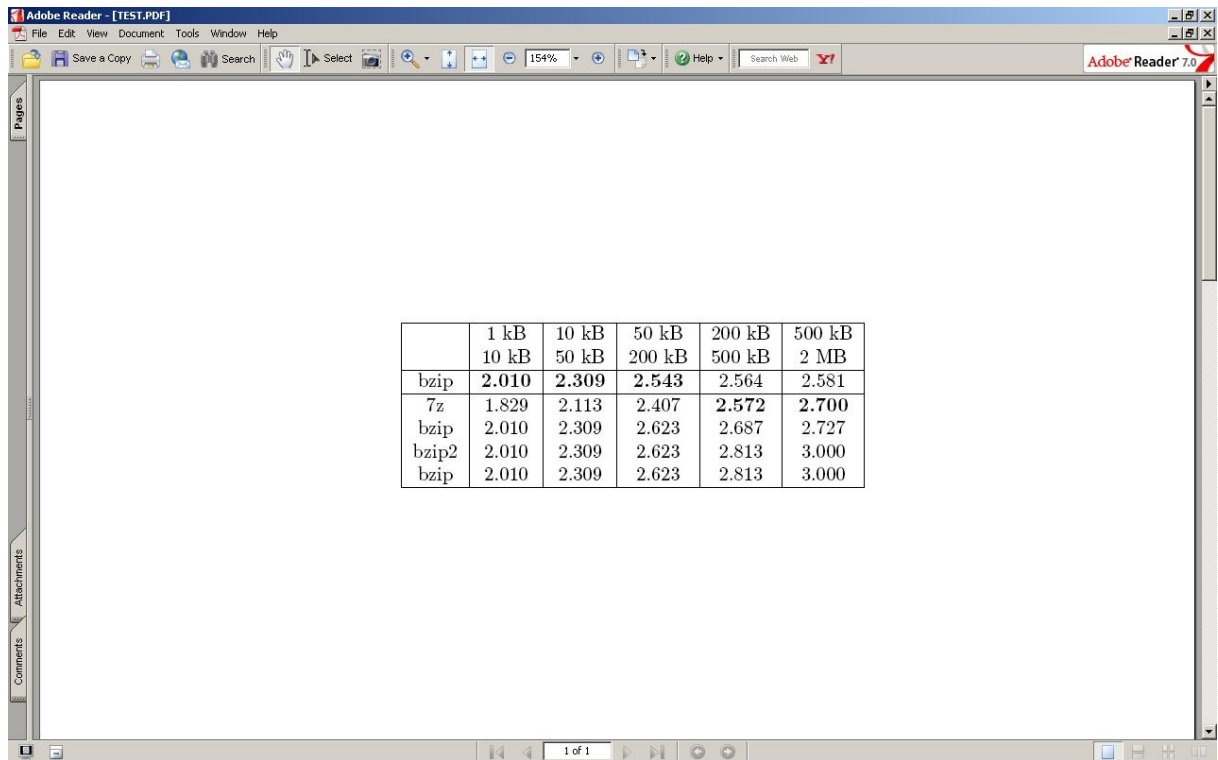 Adobe Reader - [TEST.PDF]
File Edit View Document Tools Window Help
Save a Copy Search Select 154% Help Search Web Y! Adobe Reader 7.0
Pages
1 kB 10 kB 50 kB 200 kB 500 kB
10 kB 50 kB 200 kB 500 kB 2 MB
bzip 2.010 2.309 2.543 2.564 2.581
7z 1.829 2.113 2.407 2.572 2.700
bzip 2.010 2.309 2.623 2.687 2.727
bzip2 2.010 2.309 2.623 2.813 3.000
bzip 2.010 2.309 2.623 2.813 3.000
Attachments
Comments
1 of 1